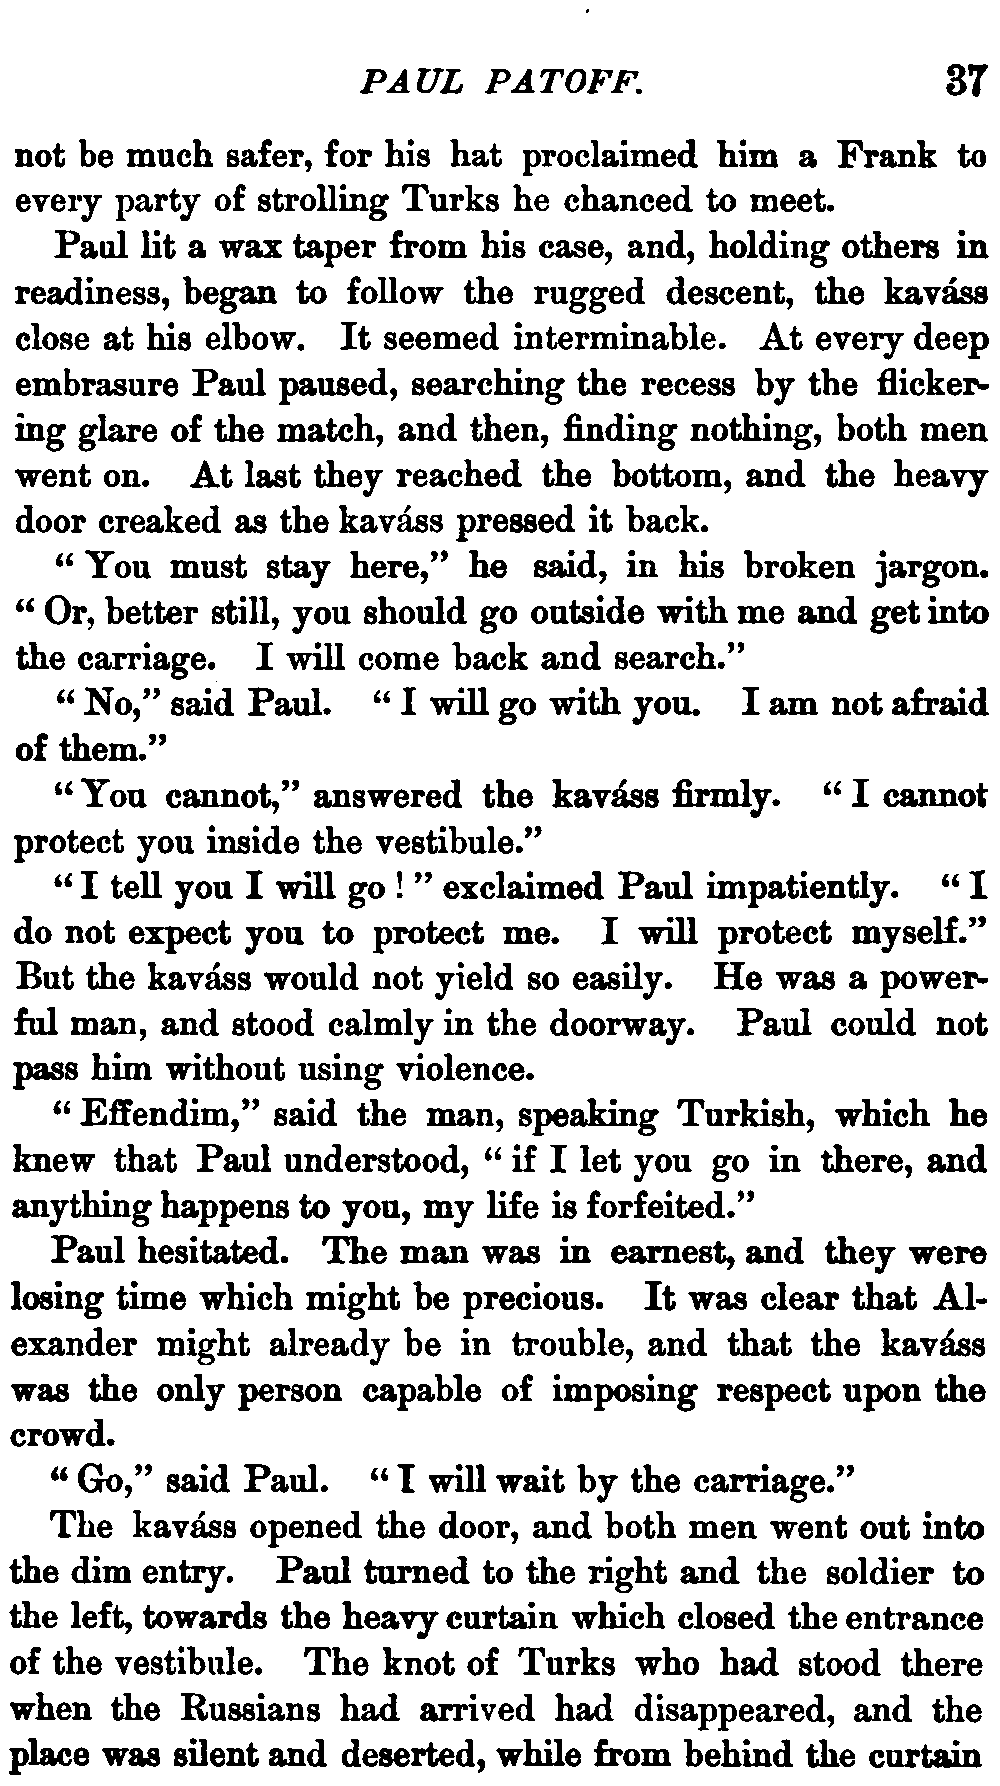 PAUL PATOFF. 37
not be much safer, for his hat proclaimed him a Frank to
every party of strolling Turks he chanced to meet.
Paul lit a wax taper from his case, and, holding others in
readiness, began to follow the rugged descent, the kaváss
close at his elbow. It seemed interminable. At every deep
embrasure Paul paused, searching the recess by the flicker-
ing glare of the match, and then, finding nothing, both men
went on. At last they reached the bottom, and the heavy
door creaked as the kaváss pressed it back.
“ You must stay here,” he said, in his broken jargon.
“ Or, better still, you should go outside with me and get into
the carriage. I will come back and search.”
“ No,” said Paul. “ I will go with you. I am not afraid
of them.”
“ You cannot,” answered the kaváss firmly. “ I cannot
protect you inside the vestibule.”
“ I tell you I will go ! ” exclaimed Paul impatiently. “ I
do not expect you to protect me. I will protect myself.”
But the kaváss would not yield so easily. He was a power-
ful man, and stood calmly in the doorway. Paul could not
pass him without using violence.
“ Effendim,” said the man, speaking Turkish, which he
knew that Paul understood, “ if I let you go in there, and
anything happens to you, my life is forfeited.”
Paul hesitated. The man was in earnest, and they were
losing time which might be precious. It was clear that Al-
exander might already be in trouble, and that the kaváss
was the only person capable of imposing respect upon the
crowd.
“ Go,” said Paul. “ I will wait by the carriage.”
The kaváss opened the door, and both men went out into
the dim entry. Paul turned to the right and the soldier to
the left, towards the heavy curtain which closed the entrance
of the vestibule. The knot of Turks who had stood there
when the Russians had arrived had disappeared, and the
place was silent and deserted, while from behind the curtain